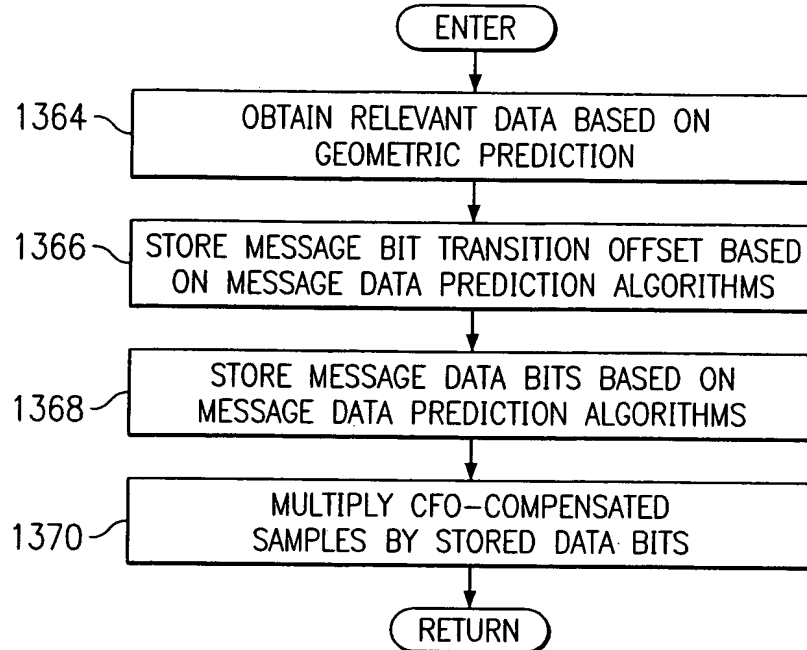 ENTER
1364
OBTAIN RELEVANT DATA BASED ON
GEOMETRIC PREDICTION
1366
STORE MESSAGE BIT TRANSITION OFFSET BASED
ON MESSAGE DATA PREDICTION ALGORITHMS
1368
STORE MESSAGE DATA BITS BASED ON
MESSAGE DATA PREDICTION ALGORITHMS
1370
MULTIPLY CFO-COMPENSATED
SAMPLES BY STORED DATA BITS
RETURN